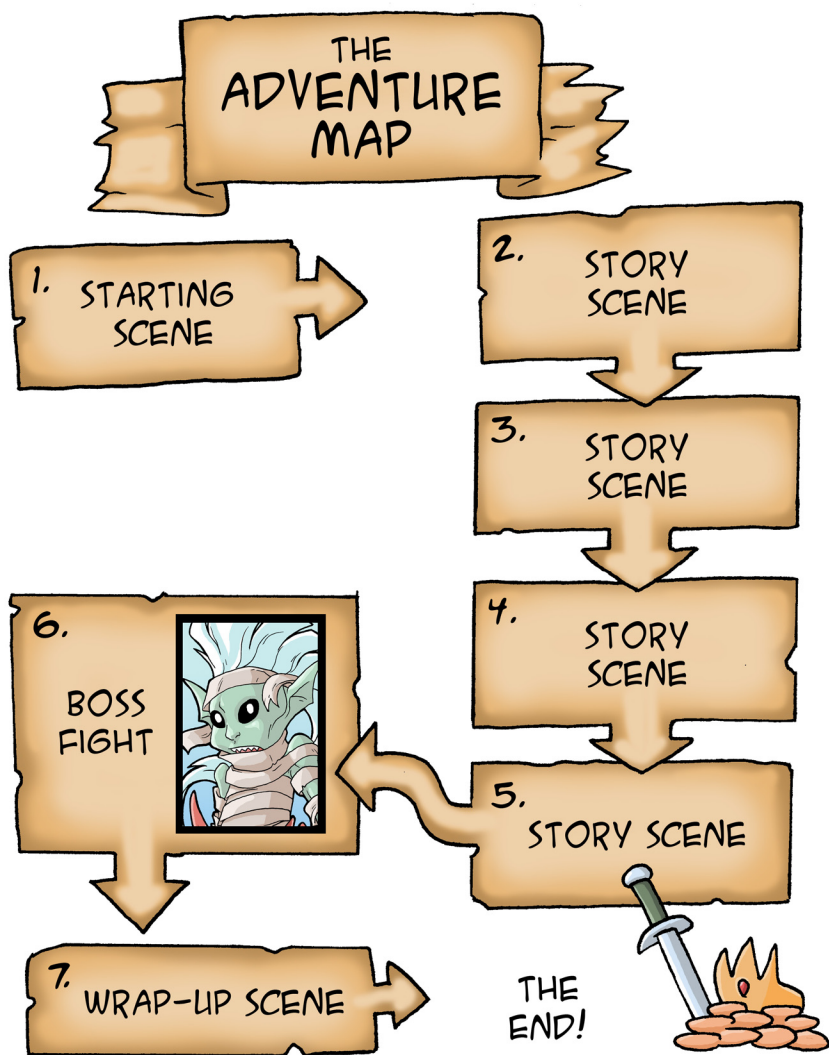 THE
ADVENTURE
MAP
1. STARTING
SCENE
2. STORY
SCENE
3. STORY
SCENE
4. STORY
SCENE
5. STORY SCENE
6.
BOSS
FIGHT
7. WRAP-UP SCENE
THE
END!